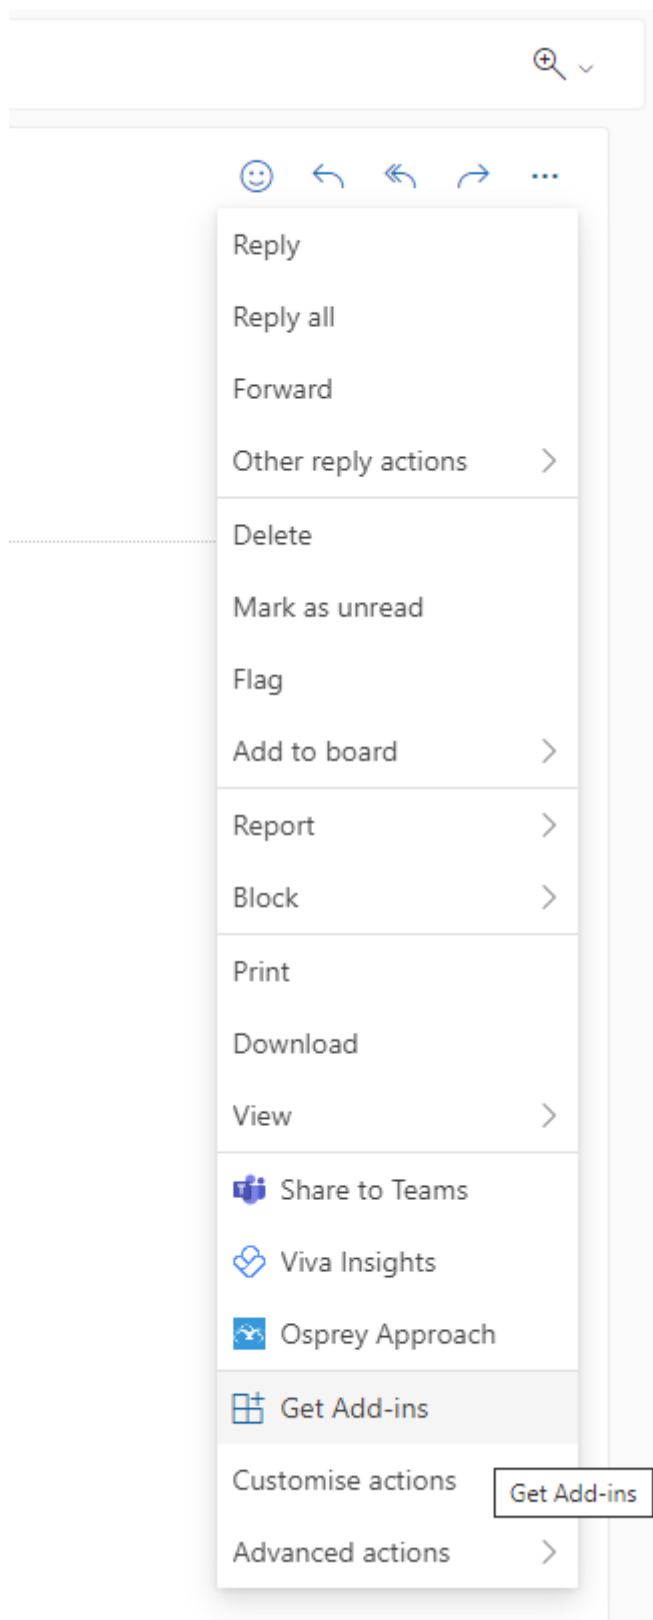 Reply
Reply all
Forward
Other reply actions
Delete
Mark as unread
Flag
Add to board
Report
Block
Print
Download
View
Share to Teams
Viva Insights
Osprey Approach
Get Add-ins
Customise actions
Get Add-ins
Advanced actions